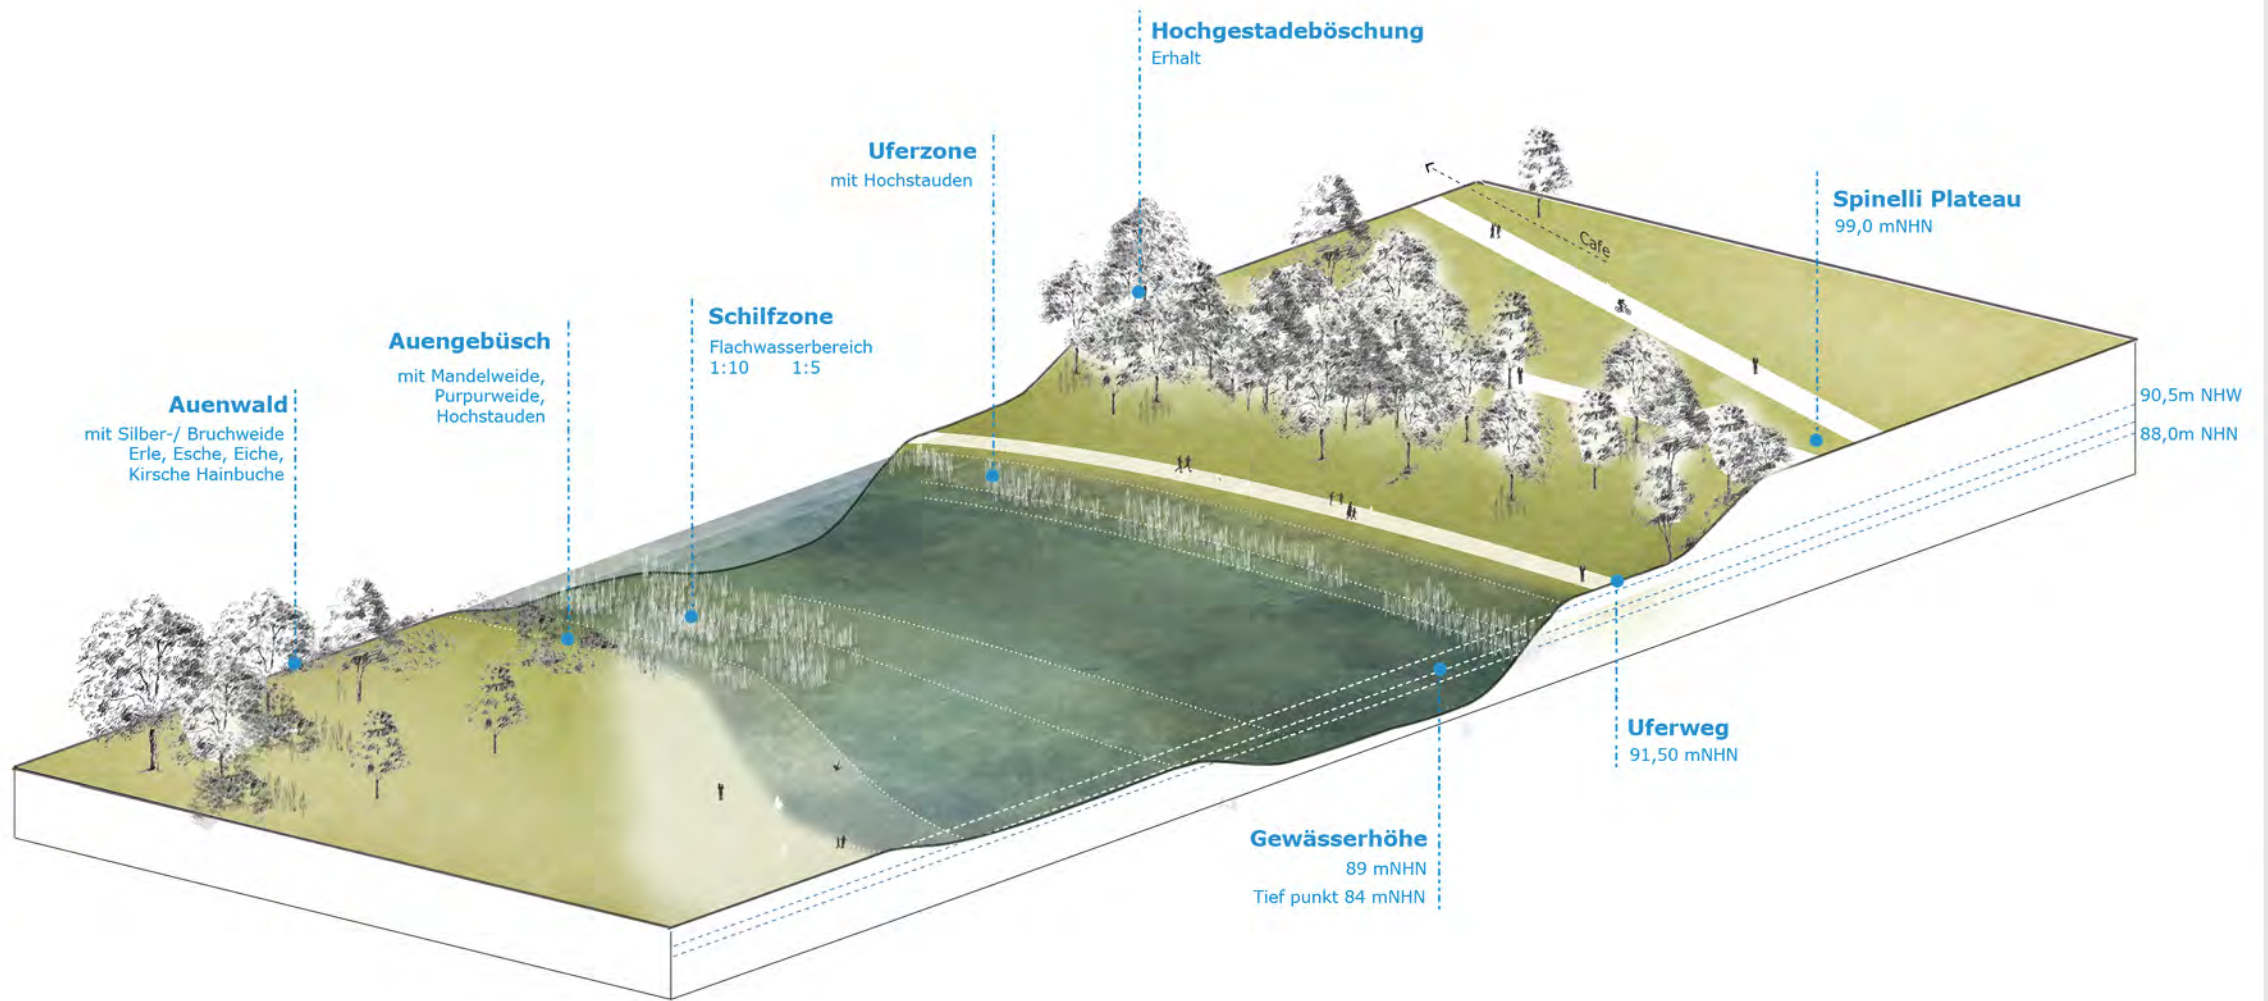 Hochgestadeböschung
Erhalt
Uferzone
mit Hochstauden
Spinelli Plateau
99,0 mNHN
Cafe
Schilfzone
Flachwasserbereich
1:10 1:5
Auengebüsch
mit Mandelweide,
Purpurweide,
Hochstauden
Auenwald
mit Silber-/ Bruchweide
Erle, Esche, Eiche,
Kirsche Hainbuche
90,5m NHW
88,0m NHN
Uferweg
91,50 mNHN
Gewässerhöhe
89 mNHN
Tief punkt 84 mNHN